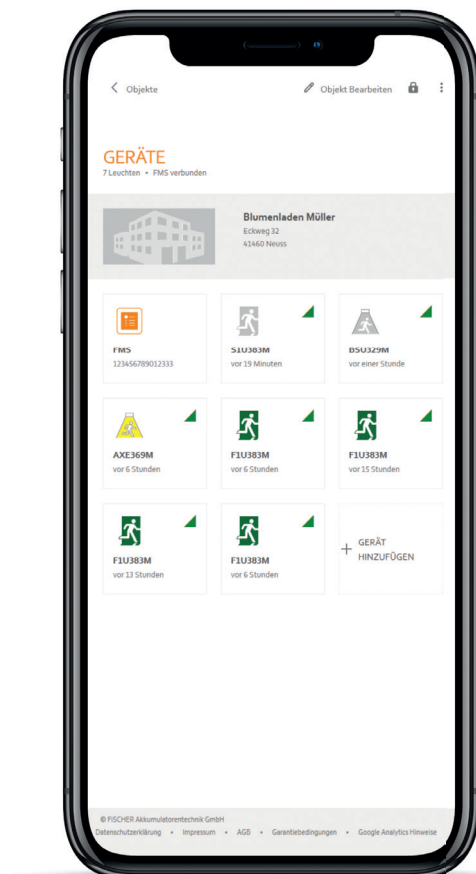 Objekte
Objekt Bearbeiten
GERÄTE
7 Leuchten • FMS verbunden
Blumenladen Müller
Eckweg 32
41460 Neuss
FMS
123456789012333
S1U383M
vor 19 Minuten
BSU329M
vor einer Stunde
AXE369M
vor 6 Stunden
F1U383M
vor 6 Stunden
F1U383M
vor 15 Stunden
F1U383M
vor 13 Stunden
F1U383M
vor 6 Stunden
+ GERÄT
HINZUFÜGEN
© FISCHER Akkumulatorentechnik GmbH
Datenschutzerklärung • Impressum • AGB • Garantiebedingungen • Google Analytics Hinweise